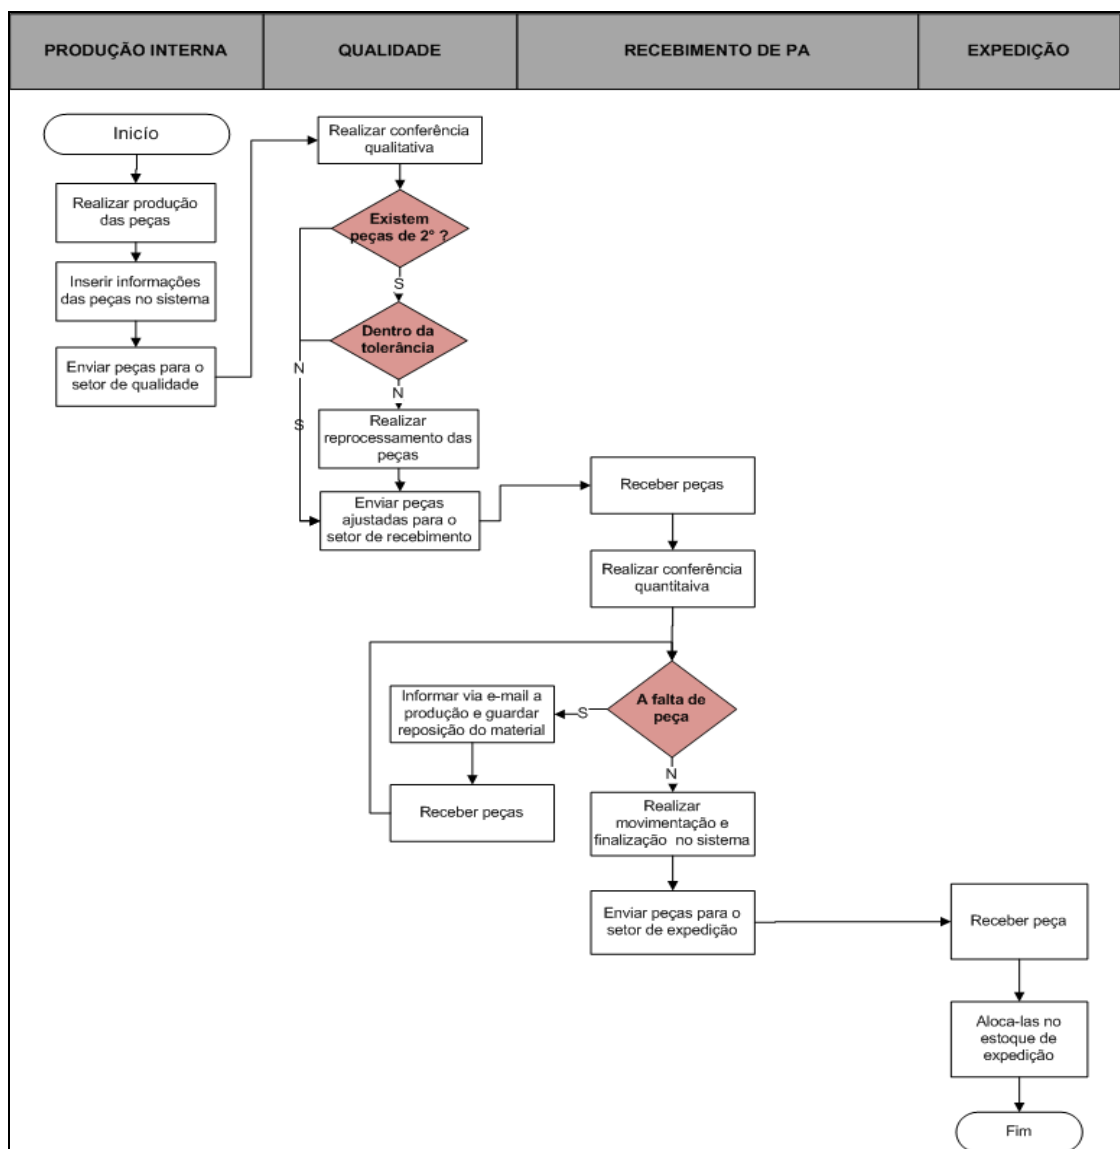 PRODUÇÃO INTERNA
QUALIDADE
RECEBIMENTO DE PA
EXPEDIÇÃO
Inicío
Realizar produção
das peças
Inserir informações
das peças no sistema
Enviar peças para o
setor de qualidade
Realizar conferência
qualitativa
Existem
peças de 2° ?
S
Dentro da
tolerância
N
N
S
Realizar
reprocessamento das
peças
Enviar peças
ajustadas para o
setor de recebimento
Receber peças
Realizar conferência
quantitaiva
A falta de
peça
S
Informar via e-mail a
produção e guardar
reposição do material
Receber peças
N
Realizar
movimentação e
finalização no sistema
Enviar peças para o
setor de expedição
Receber peça
Aloca-las no
estoque de
expedição
Fim